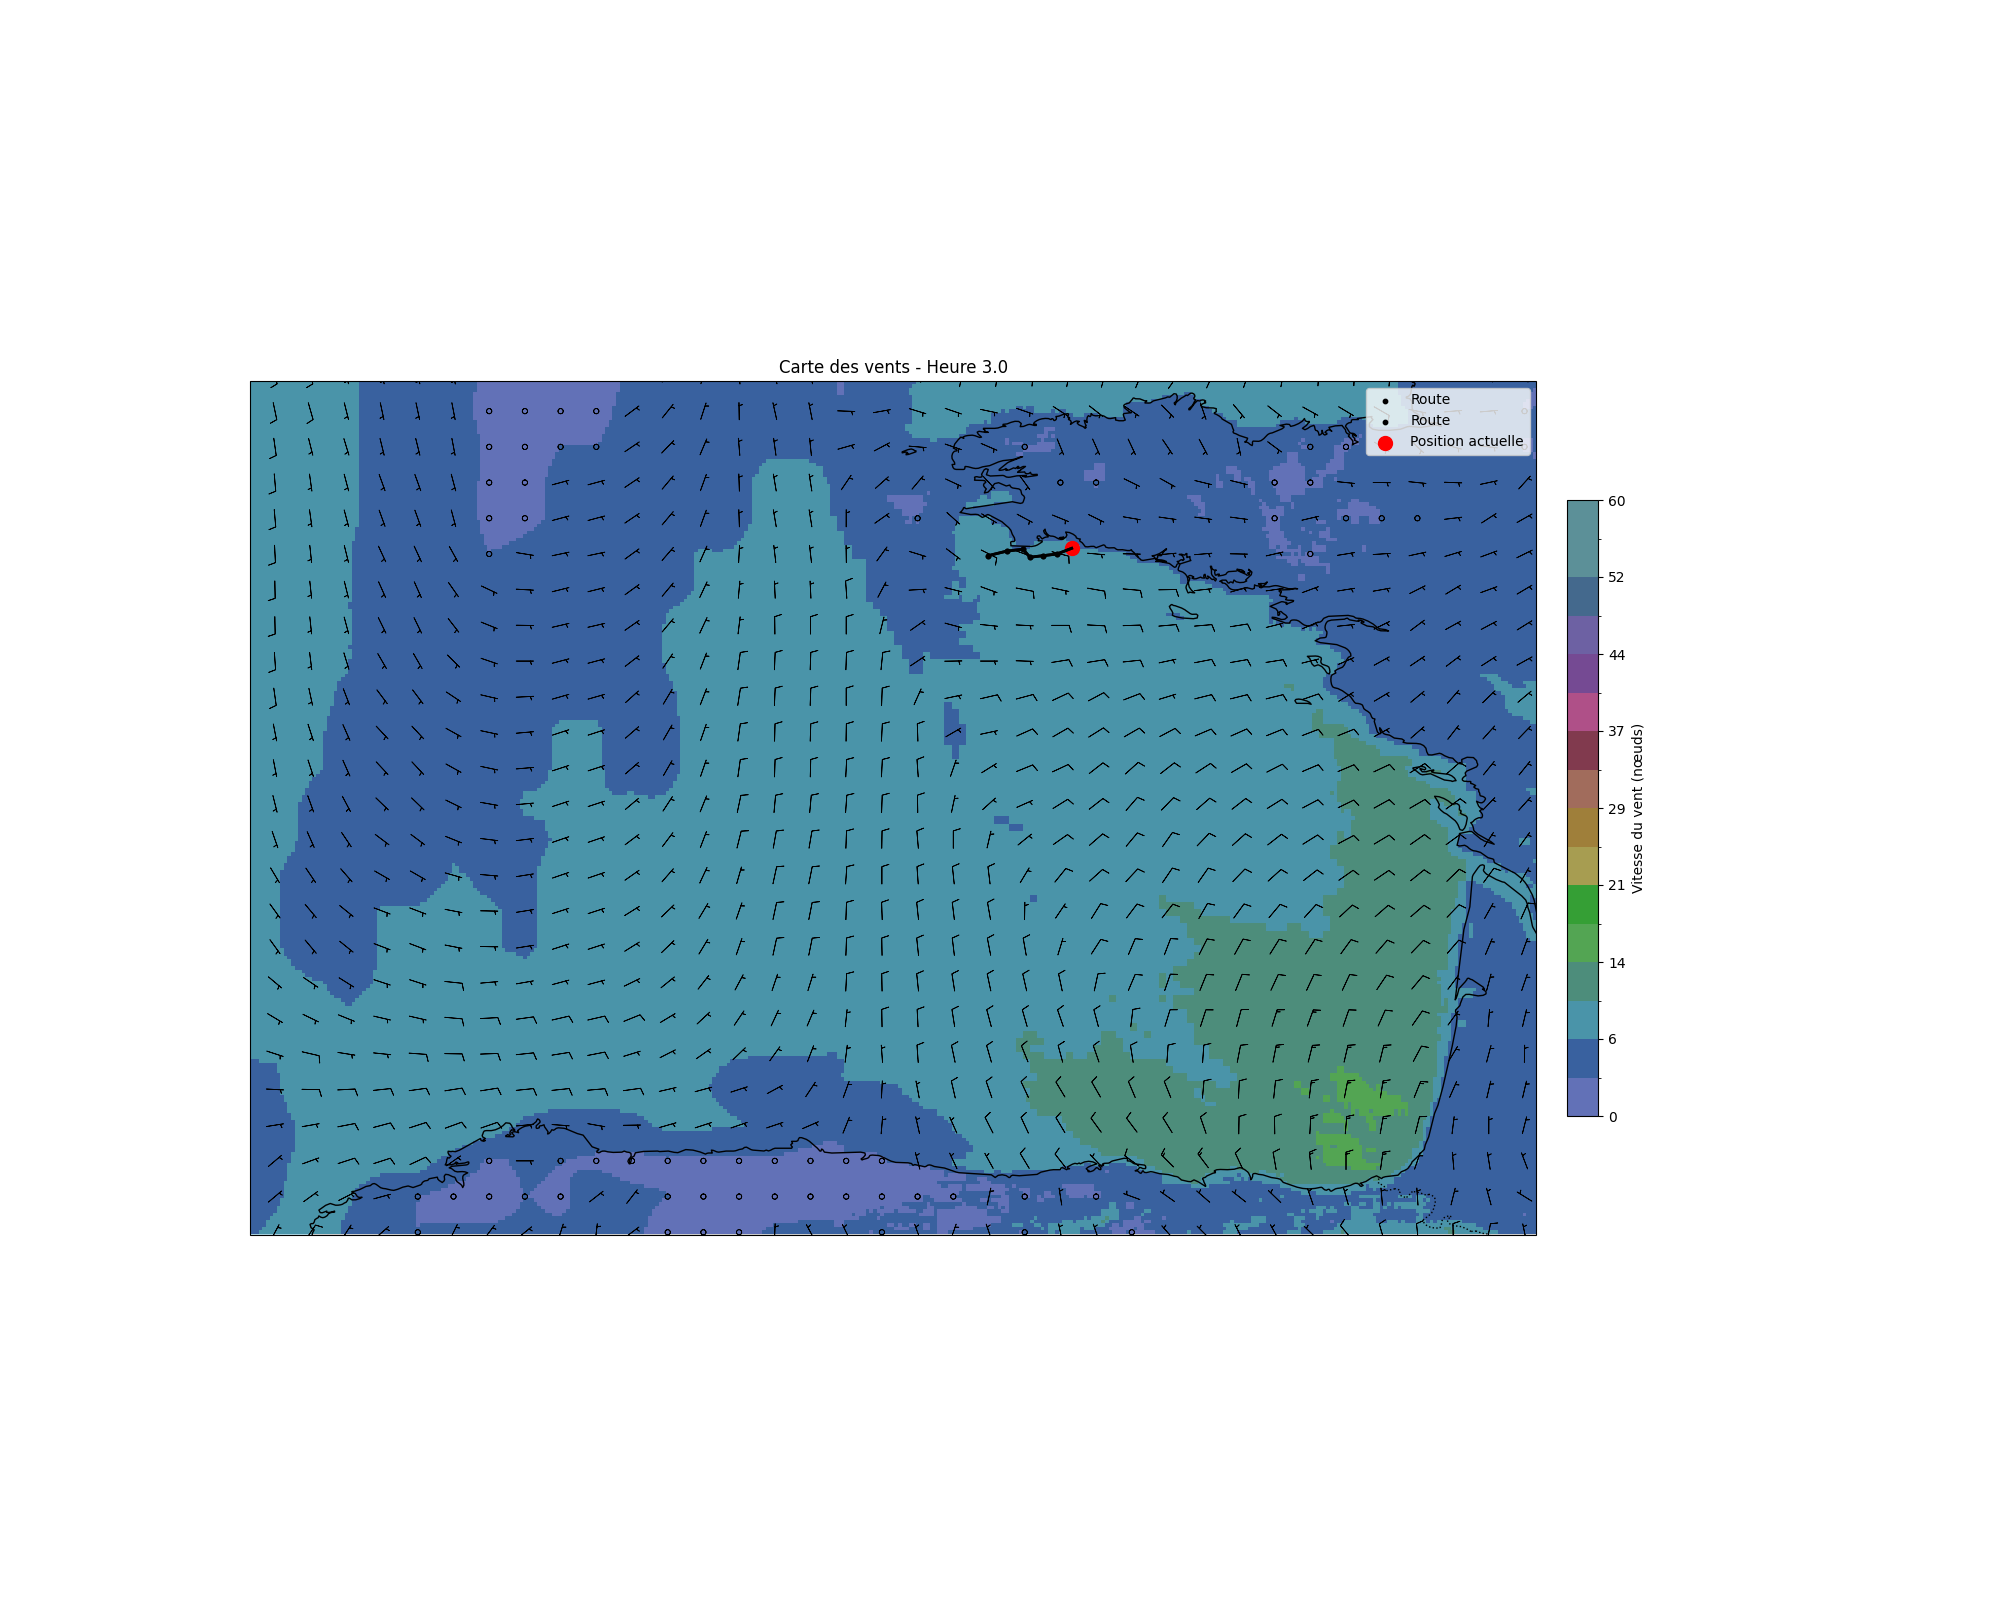 Carte des vents - Heure 3.0
Route
Route
Position actuelle
60
52
44
37
29
21
14
6
0
Vitesse du vent (nœuds)